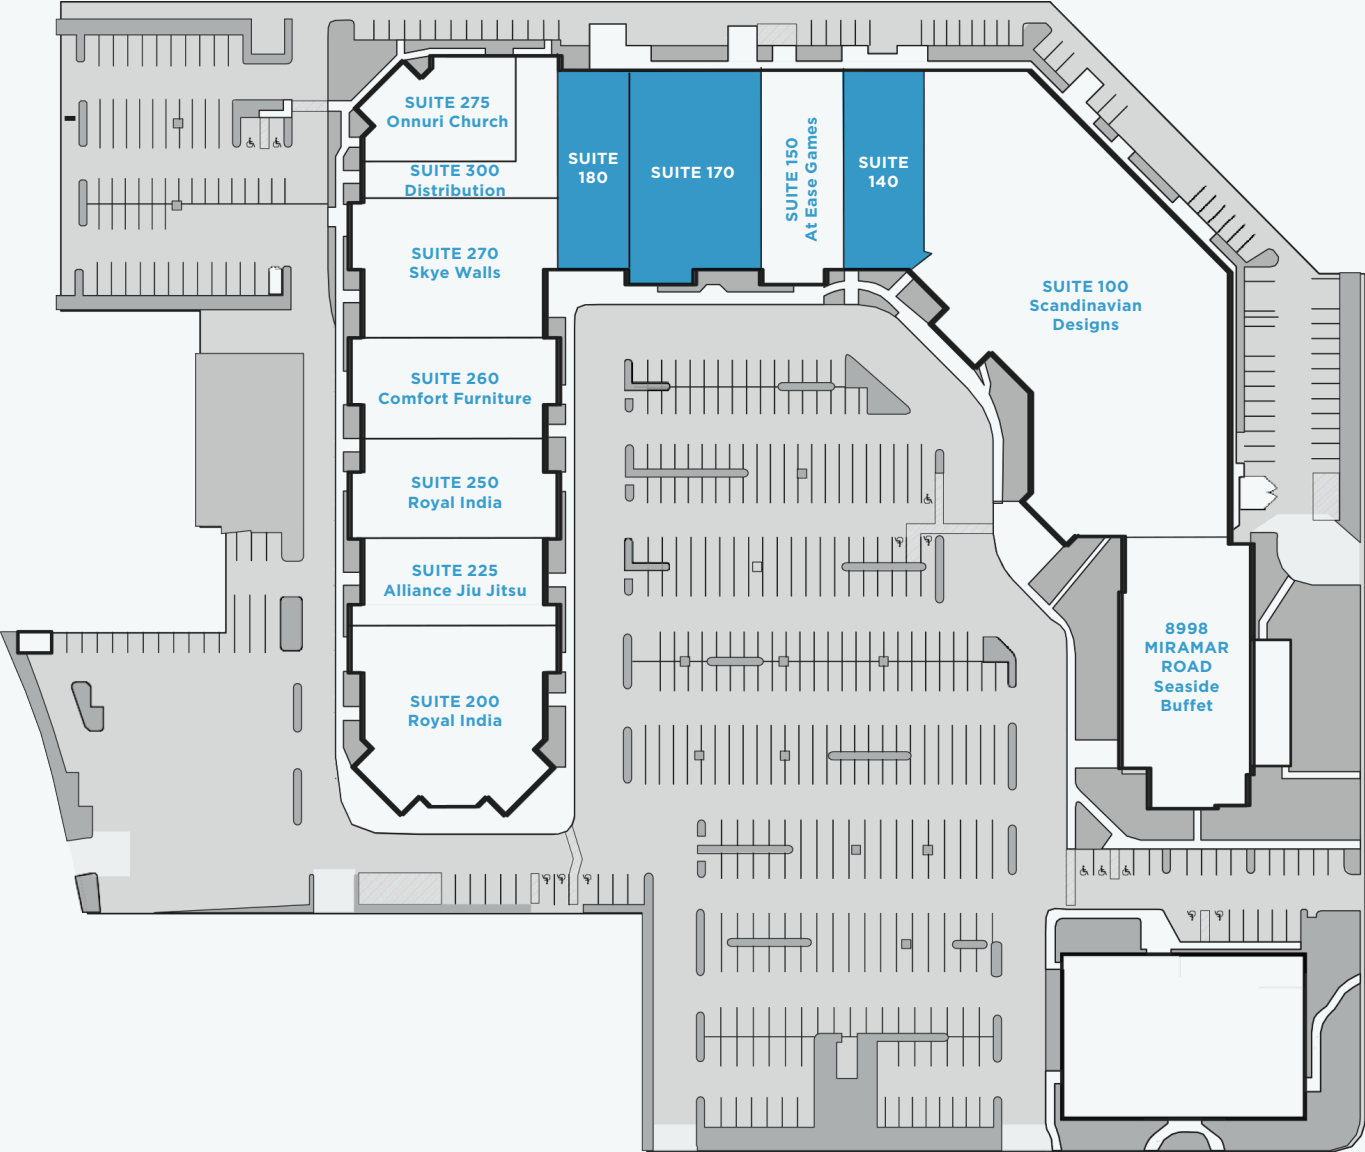 SUITE 275
Onnuri Church
SUITE 300
Distribution
SUITE 270
Skye Walls
SUITE 260
Comfort Furniture
SUITE 250
Royal India
SUITE 225
Alliance Jiu Jitsu
SUITE 200
Royal India
SUITE
180
SUITE 170
SUITE 150
At Ease Games
SUITE
140
SUITE 100
Scandinavian
Designs
8998
MIRAMAR
ROAD
Seaside
Buffet